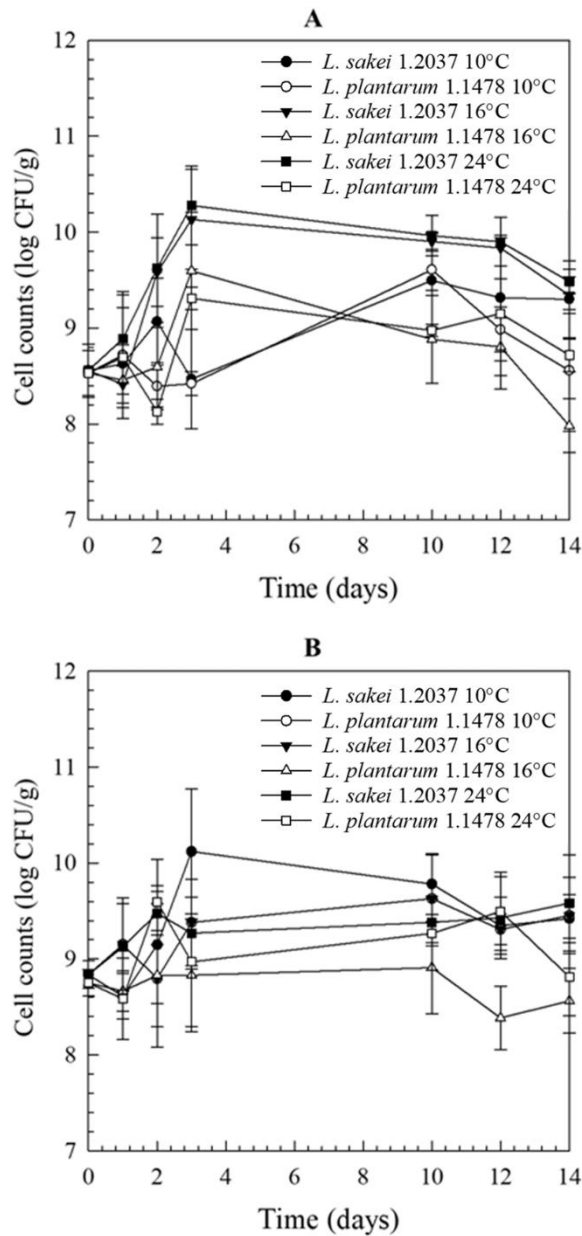 A
12
11
10
9
8
7
Cell counts (log CFU/g)
L. sakei 1.2037 10°C
L. plantarum 1.1478 10°C
L. sakei 1.2037 16°C
L. plantarum 1.1478 16°C
L. sakei 1.2037 24°C
L. plantarum 1.1478 24°C
0 2 4 6 8 10 12 14
Time (days)
B
12
11
10
9
8
7
Cell counts (log CFU/g)
L. sakei 1.2037 10°C
L. plantarum 1.1478 10°C
L. sakei 1.2037 16°C
L. plantarum 1.1478 16°C
L. sakei 1.2037 24°C
L. plantarum 1.1478 24°C
0 2 4 6 8 10 12 14
Time (days)